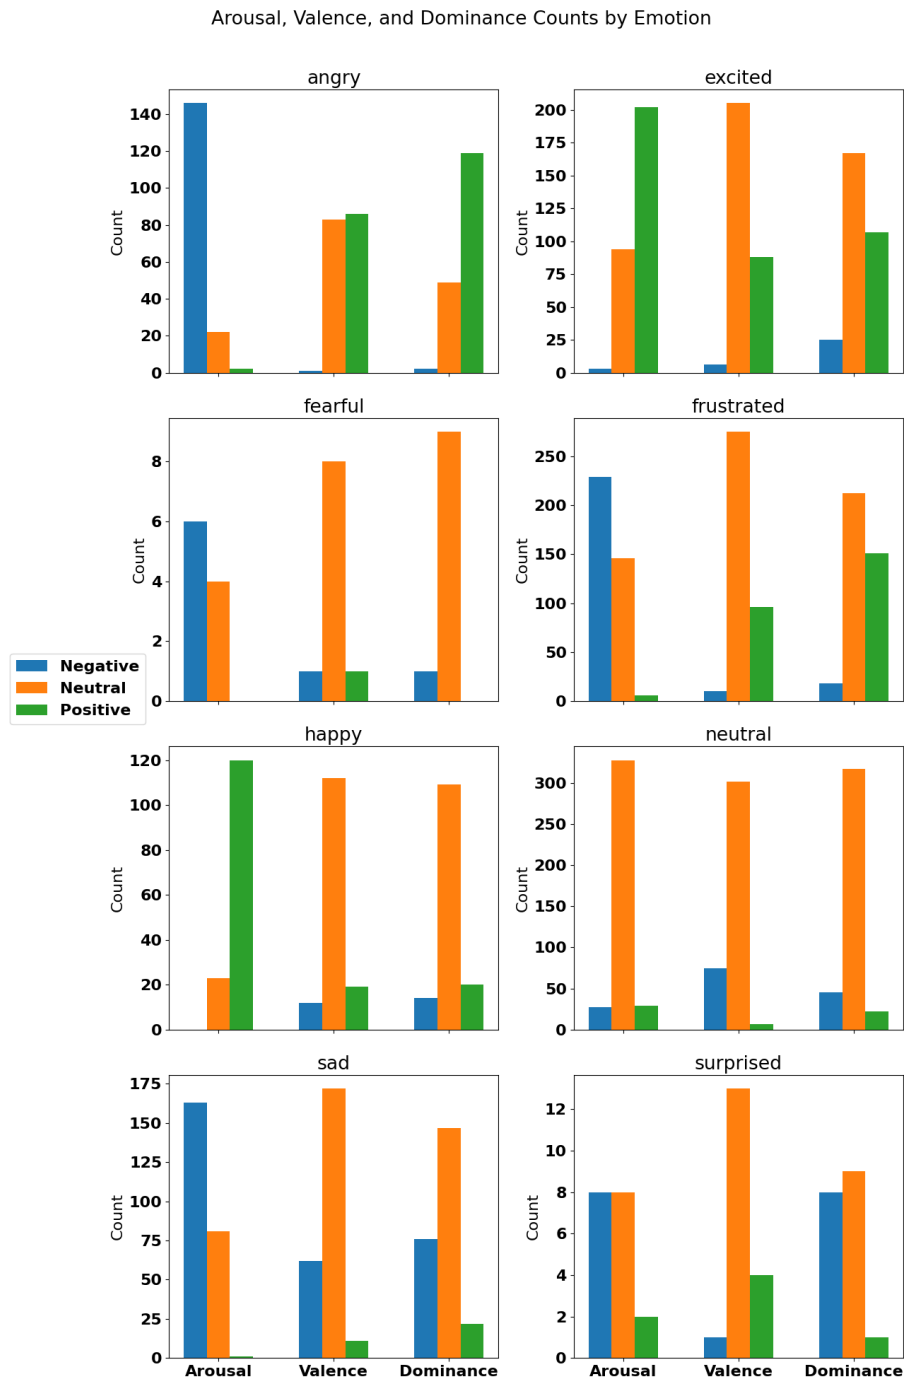 Arousal, Valence, and Dominance Counts by Emotion
angry
Count
140
120
100
80
60
40
20
0
excited
Count
200
175
150
125
100
75
50
25
0
fearful
Count
8
6
4
2
0
frustrated
Count
250
200
150
100
50
0
Negative
Neutral
Positive
happy
Count
120
100
80
60
40
20
0
neutral
Count
300
250
200
150
100
50
0
sad
Count
175
150
125
100
75
50
25
0
Arousal Valence Dominance
surprised
Count
12
10
8
6
4
2
0
Arousal Valence Dominance